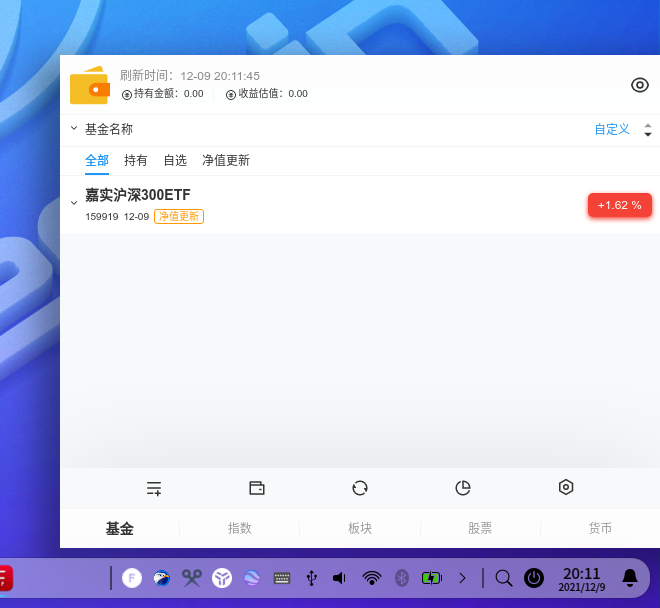 刷新时间：12-09 20:11:45
持有金额：0.00 收益估值：0.00
基金名称 自定义
全部 持有 自选 净值更新
嘉实沪深300ETF
159919 12-09 净值更新
+1.62 %
基金 指数 板块 股票 货币
20:11
2021/12/9